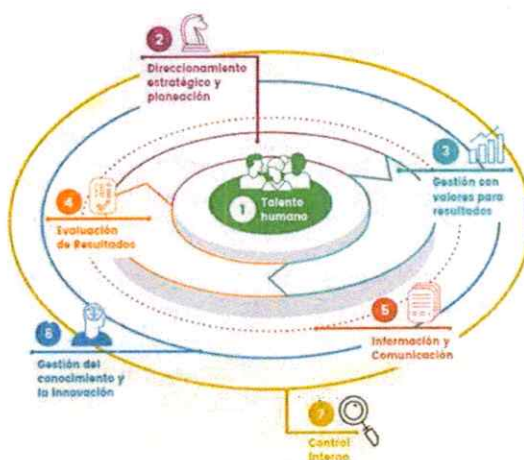 2
Direccionamiento
estratégico y
planeación
3
Gestión con
valores para
resultados
1
Talento
humano
4
Evaluación
de Resultados
5
Información y
Comunicación
6
Gestión del
conocimiento y
la Innovación
7
Control
Interno